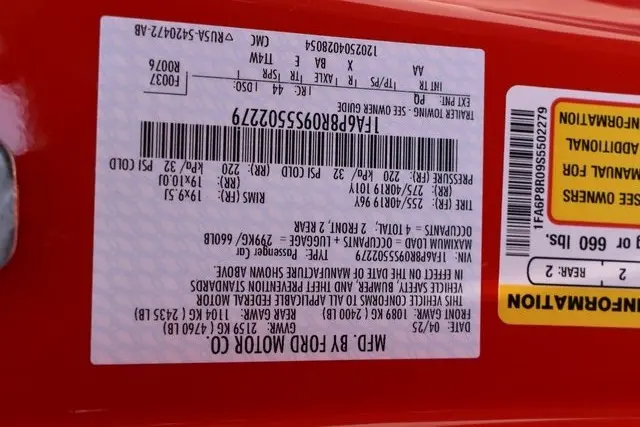 MFD. BY FORD MOTOR CO.
DATE: 04/25 GVWR: 2159 KG ( 4760 LB)
FRONT GAWR: 1089 KG (2400 LB) REAR GAWR: 1104 KG ( 2435 LB)
THIS VEHICLE CONFORMS TO ALL APPLICABLE FEDERAL MOTOR
VEHICLE SAFETY, BUMPER, AND THEFT PREVENTION STANDARDS
IN EFFECT ON THE DATE OF MANUFACTURE SHOWN ABOVE.
VIN: 1FA6P8R09S5502279 TYPE: Passenger Car
MAXIMUM LOAD = OCCUPANTS + LUGGAGE = 299KG/ 660LB
OCCUPANTS = 4 TOTAL; 2 FRONT, 2 REAR
RIMS
TIRE (FR): 255/40R19 96Y (FR): 19x9.5J
(RR): 275/40R19 101Y (RR): 19x10.0J
PRESSURE (FR): 220 kPa/ 32 PSI COLD (RR): 220 kPa/ 32 PSI COLD
1FA6P8R09S5502279
TRAILER TOWING - SEE OWNER GUIDE
EXT PNT: PQ RC: 44 DSO: F0037
INT TR TP/PS AXLE TR SPR R0076
AA X BA E TT4W
120250404028054 CMC ▽RUSA-5420472-AB
INFORMATION
REAR: 2 2
g or 660 lbs.
SEE OWNERS
MANUAL FOR
ADDITIONAL
INFORMATION
1FA6P8R09S5502279